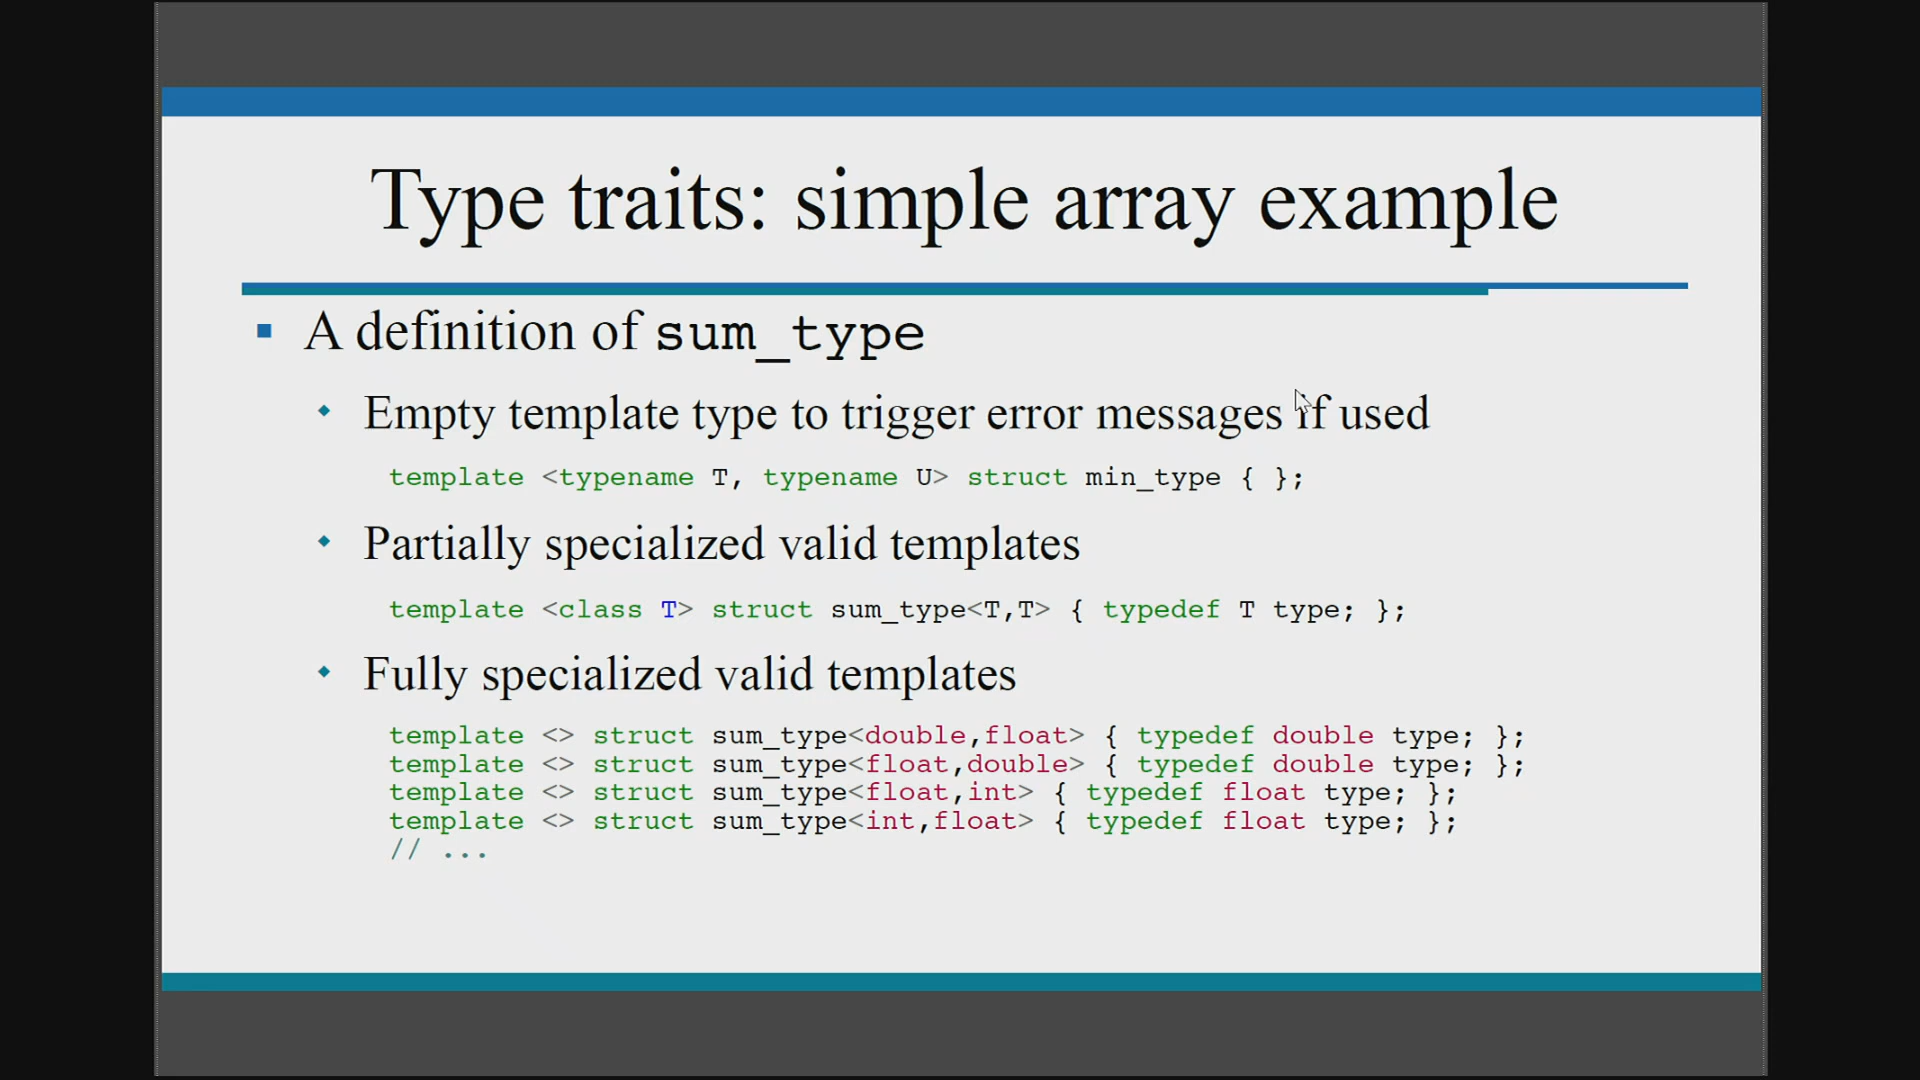 Type traits: simple array example
A definition of sum_type
Empty template type to trigger error messages if used
template <typename T, typename U> struct min_type { };
Partially specialized valid templates
template <class T> struct sum_type<T,T> { typedef T type; };
Fully specialized valid templates
template <> struct sum_type<double,float> { typedef double type; };
template <> struct sum_type<float,double> { typedef double type; };
template <> struct sum_type<float,int> { typedef float type; };
template <> struct sum_type<int,float> { typedef float type; };
// ...